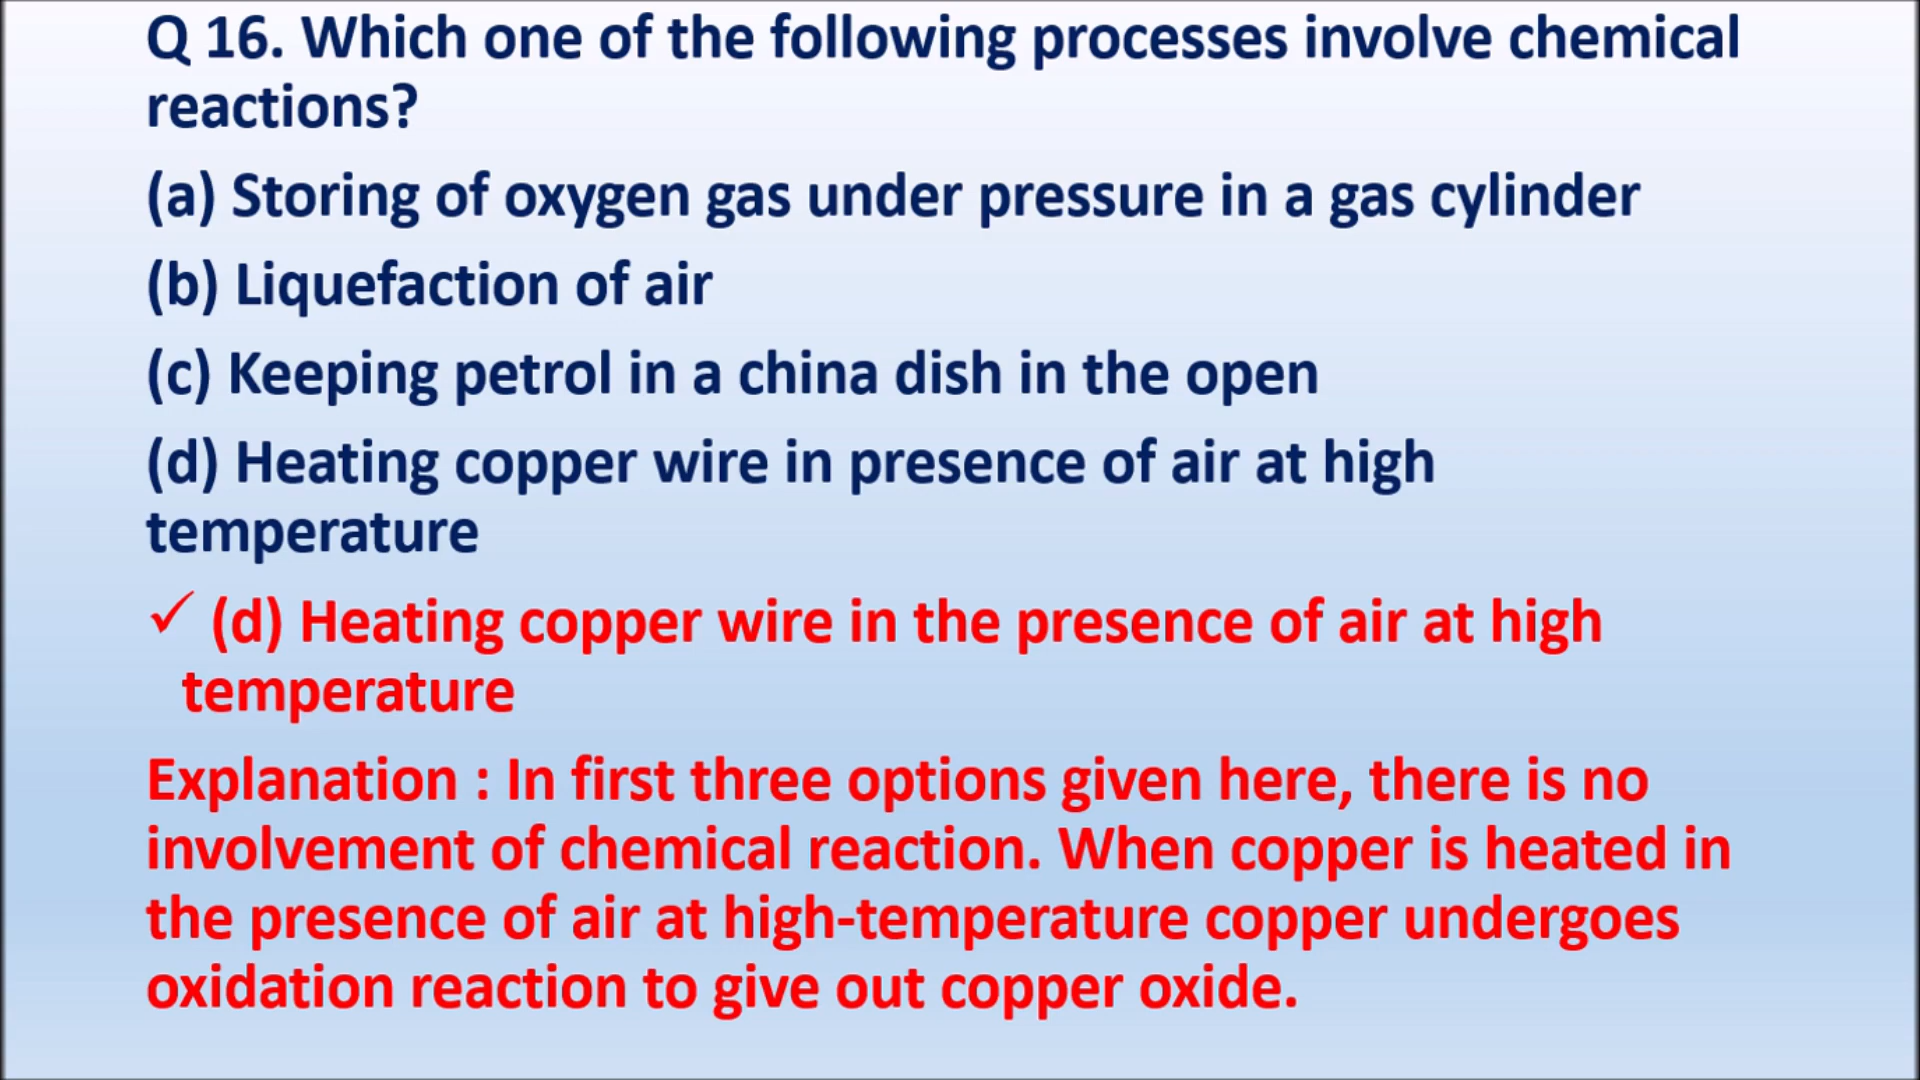 Q 16. Which one of the following processes involve chemical
reactions?
(a) Storing of oxygen gas under pressure in a gas cylinder
(b) Liquefaction of air
(c) Keeping petrol in a china dish in the open
(d) Heating copper wire in presence of air at high
temperature
✓ (d) Heating copper wire in the presence of air at high
temperature
Explanation : In first three options given here, there is no
involvement of chemical reaction. When copper is heated in
the presence of air at high-temperature copper undergoes
oxidation reaction to give out copper oxide.